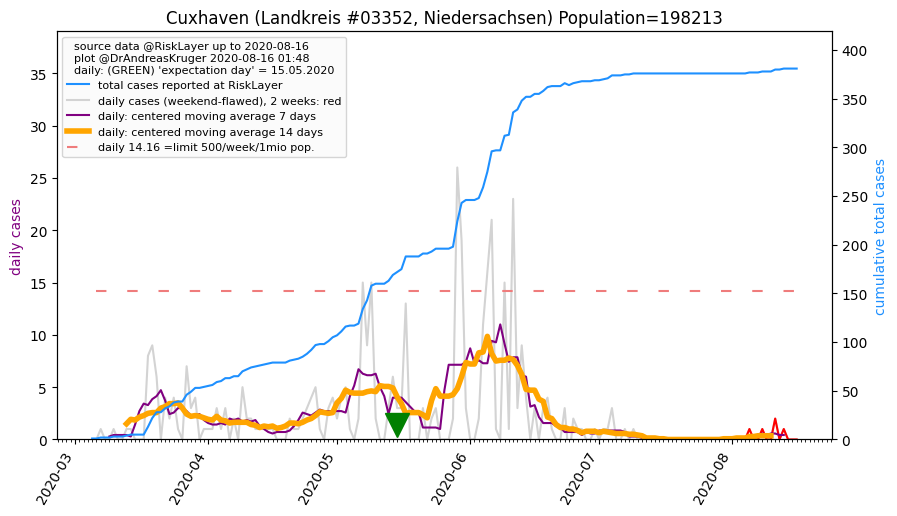 Cuxhaven (Landkreis #03352, Niedersachsen) Population=198213
source data @RiskLayer up to 2020-08-16
plot @DrAndreasKruger 2020-08-16 01:48
daily: (GREEN) 'expectation day' = 15.05.2020
total cases reported at RiskLayer
daily cases (weekend-flawed), 2 weeks: red
daily: centered moving average 7 days
daily: centered moving average 14 days
daily 14.16 =limit 500/week/1mio pop.
daily cases
35
30
25
20
15
10
5
0
cumulative total cases
400
350
300
250
200
150
100
50
0
2020-03
2020-04
2020-05
2020-06
2020-07
2020-08